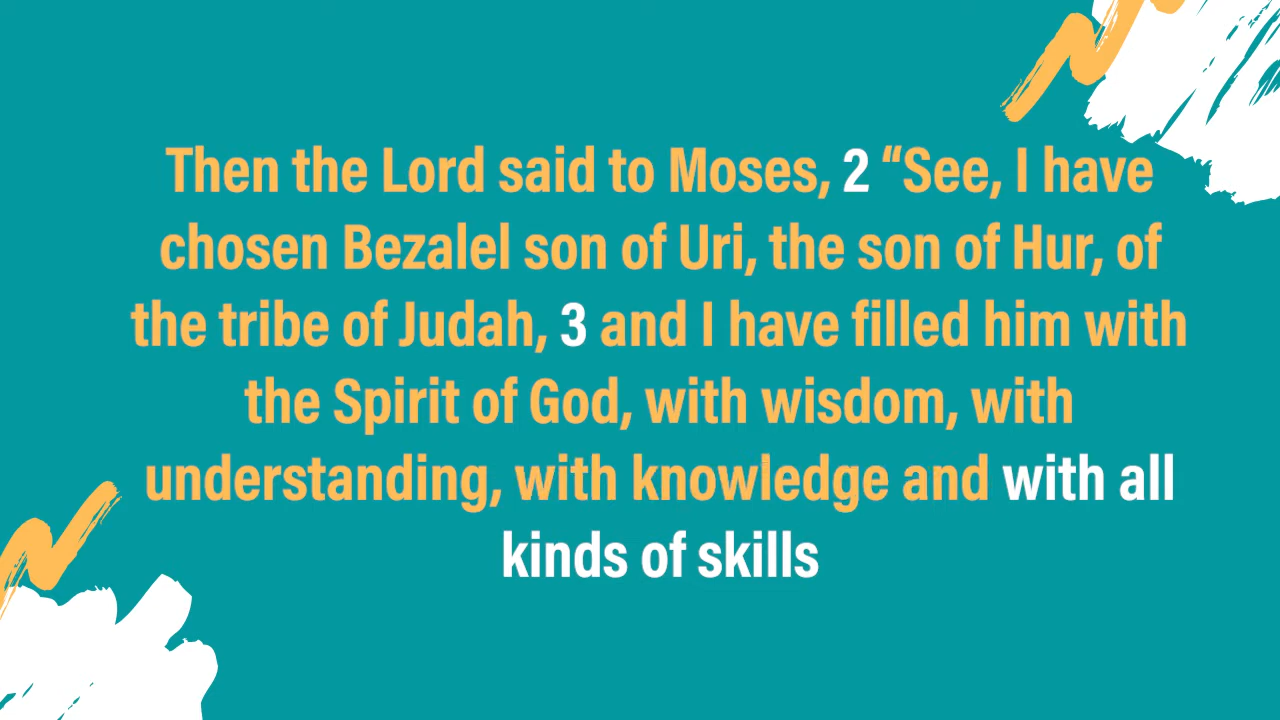 Then the Lord said to Moses, 2 “See, I have
chosen Bezalel son of Uri, the son of Hur, of
the tribe of Judah, 3 and I have filled him with
the Spirit of God, with wisdom, with
understanding, with knowledge and with all
kinds of skills